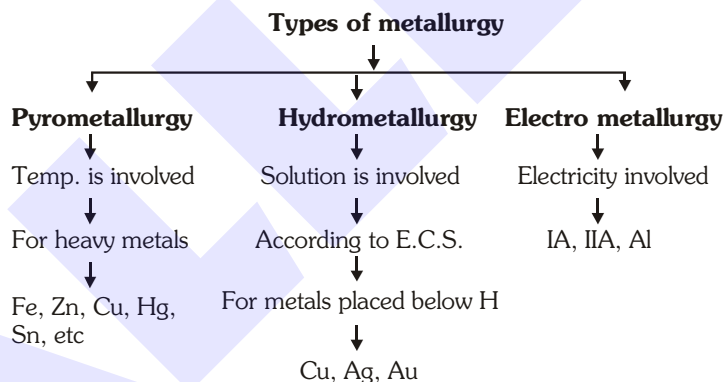 Types of metallurgy
Pyrometallurgy
Temp. is involved
For heavy metals
Fe, Zn, Cu, Hg,
Sn, etc
Hydrometallurgy
Solution is involved
According to E.C.S.
For metals placed below H
Cu, Ag, Au
Electro metallurgy
Electricity involved
IA, IIA, Al